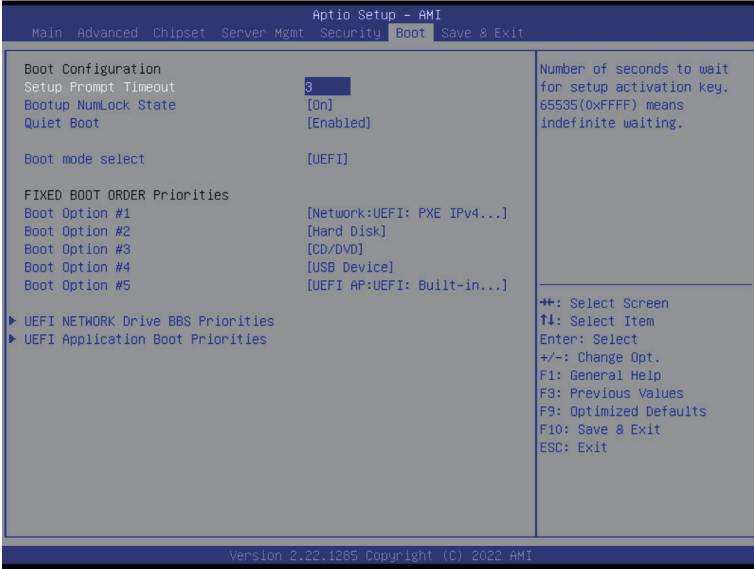 Aptio Setup - AMI
Main Advanced Chipset Server Mgmt Security Boot Save & Exit
Boot Configuration
Setup Prompt Timeout 3
Bootup NumLock State [On]
Quiet Boot [Enabled]
Boot mode select [UEFI]
FIXED BOOT ORDER Priorities
Boot Option #1 [Network:UEFI: PXE IPv4...]
Boot Option #2 [Hard Disk]
Boot Option #3 [CD/DVD]
Boot Option #4 [USB Device]
Boot Option #5 [UEFI AP:UEFI: Built-in...]
UEFI NETWORK Drive BBS Priorities
UEFI Application Boot Priorities
Number of seconds to wait
for setup activation key.
65535(0xFFFF) means
indefinite waiting.
→←: Select Screen
↑↓: Select Item
Enter: Select
+/-: Change Opt.
F1: General Help
F3: Previous Values
F9: Optimized Defaults
F10: Save & Exit
ESC: Exit
Version 2.22.1285 Copyright (C) 2022 AMI